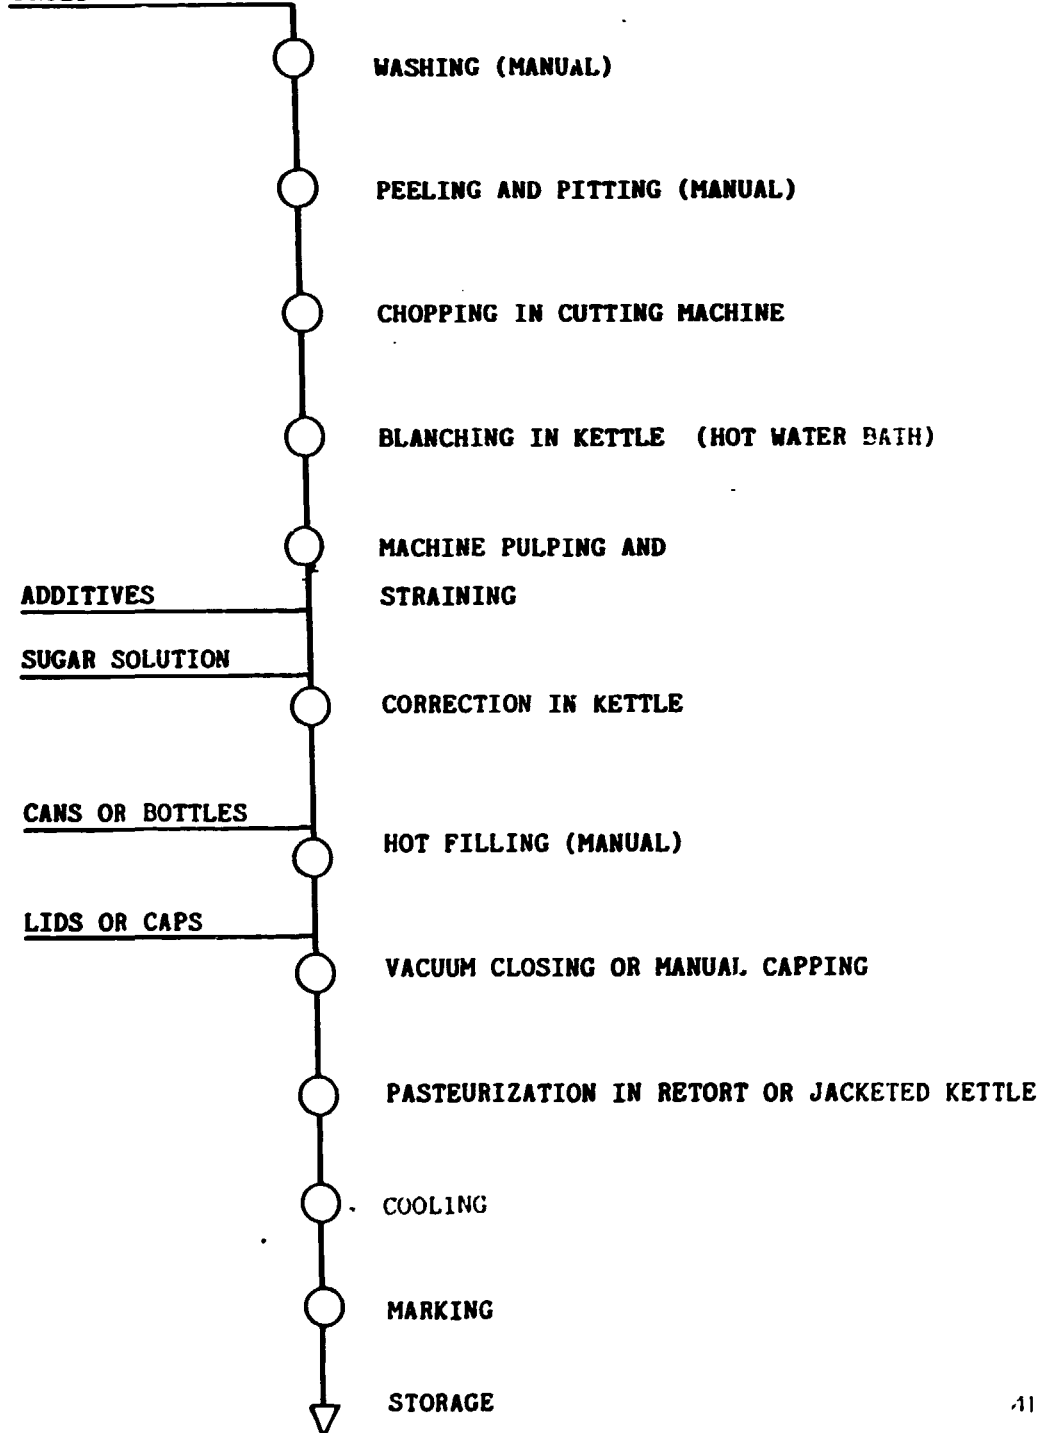 WASHING (MANUAL)
PEELING AND PITTING (MANUAL)
CHOPPING IN CUTTING MACHINE
BLANCHING IN KETTLE (HOT WATER BATH)
MACHINE PULPING AND
ADDITIVES
STRAINING
SUGAR SOLUTION
CORRECTION IN KETTLE
CANS OR BOTTLES
HOT FILLING (MANUAL)
LIDS OR CAPS
VACUUM CLOSING OR MANUAL CAPPING
PASTEURIZATION IN RETORT OR JACKETED KETTLE
COOLING
MARKING
STORAGE